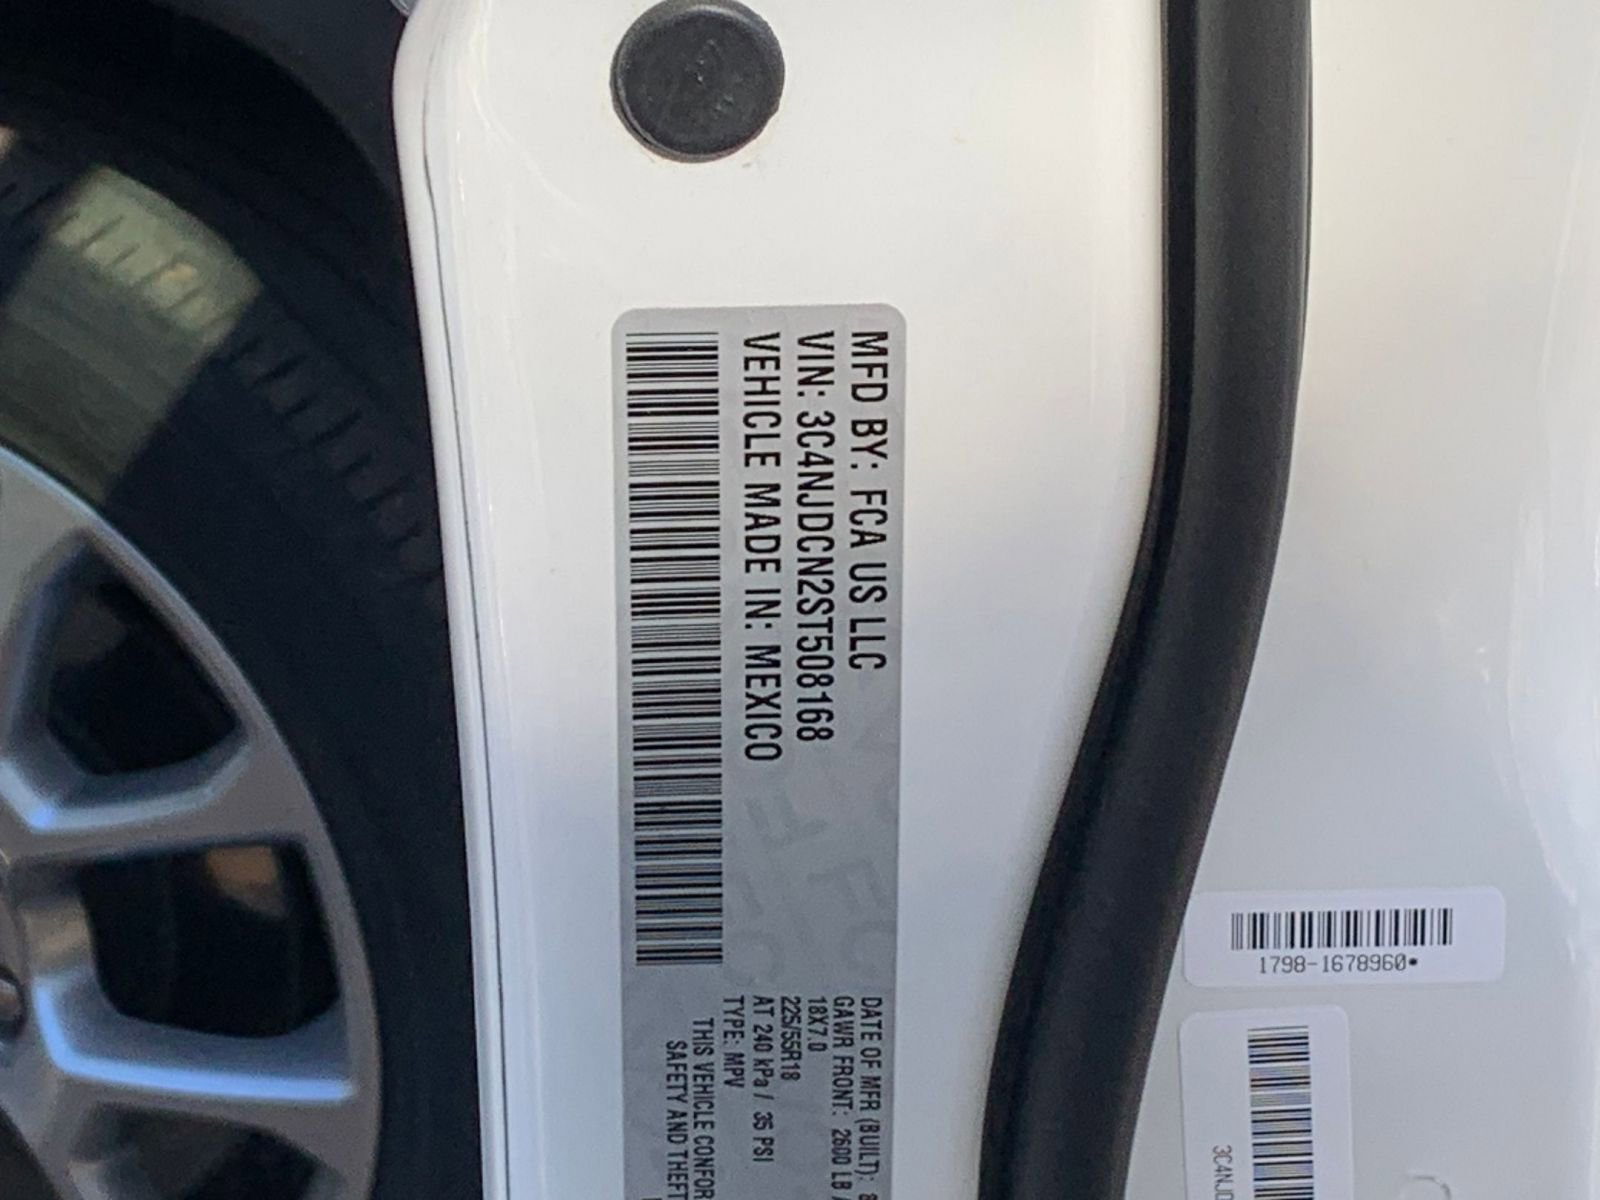 MFD BY: FCA US LLC
VIN: 3C4NJDCN2ST508168
VEHICLE MADE IN: MEXICO
DATE OF MFR (BUILT): 8
GAWR FRONT: 2600 LB
18X7.0
225/55R18
AT 240 kPa / 35 PSI
TYPE: MPV
THIS VEHICLE CONFOR
SAFETY AND THEFT
1798-1678960*
3C4NJD